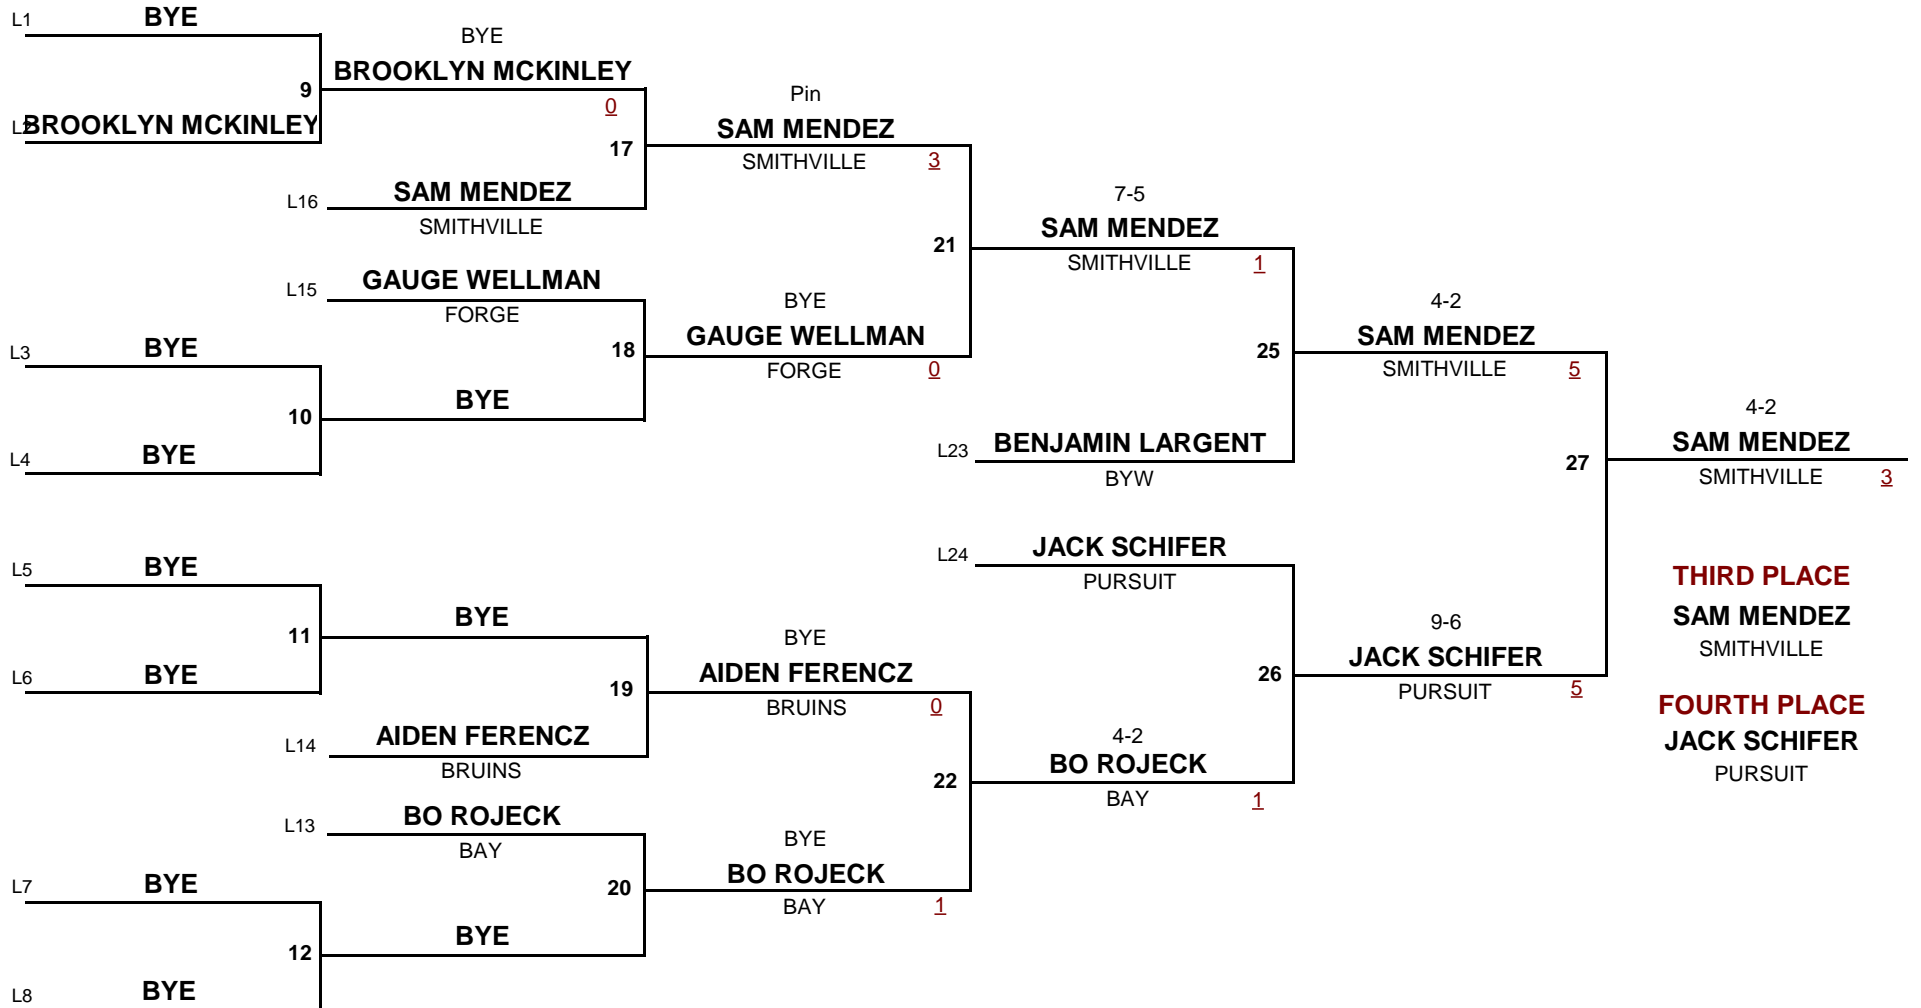 L1 BYE
BYE
BROOKLYN MCKINLEY
9
0
L2 BROOKLYN MCKINLEY
Pin
SAM MENDEZ
SMITHVILLE 3
17
L16 SAM MENDEZ
SMITHVILLE
7-5
SAM MENDEZ
SMITHVILLE 1
21
L15 GAUGE WELLMAN
FORGE
BYE
GAUGE WELLMAN
FORGE 0
18
L3 BYE
BYE
10
L4 BYE
4-2
SAM MENDEZ
SMITHVILLE 5
25
L23 BENJAMIN LARGENT
BYW
4-2
SAM MENDEZ
SMITHVILLE 3
27
L24 JACK SCHIFER
PURSUIT
L5 BYE
BYE
11
L6 BYE
BYE
AIDEN FERENCZ
BRUINS 0
19
L14 AIDEN FERENCZ
BRUINS
9-6
JACK SCHIFER
PURSUIT 5
26
4-2
BO ROJECK
BAY 1
22
L13 BO ROJECK
BAY
BYE
BO ROJECK
BAY 1
20
L7 BYE
BYE
12
L8 BYE
THIRD PLACE
SAM MENDEZ
SMITHVILLE
FOURTH PLACE
JACK SCHIFER
PURSUIT